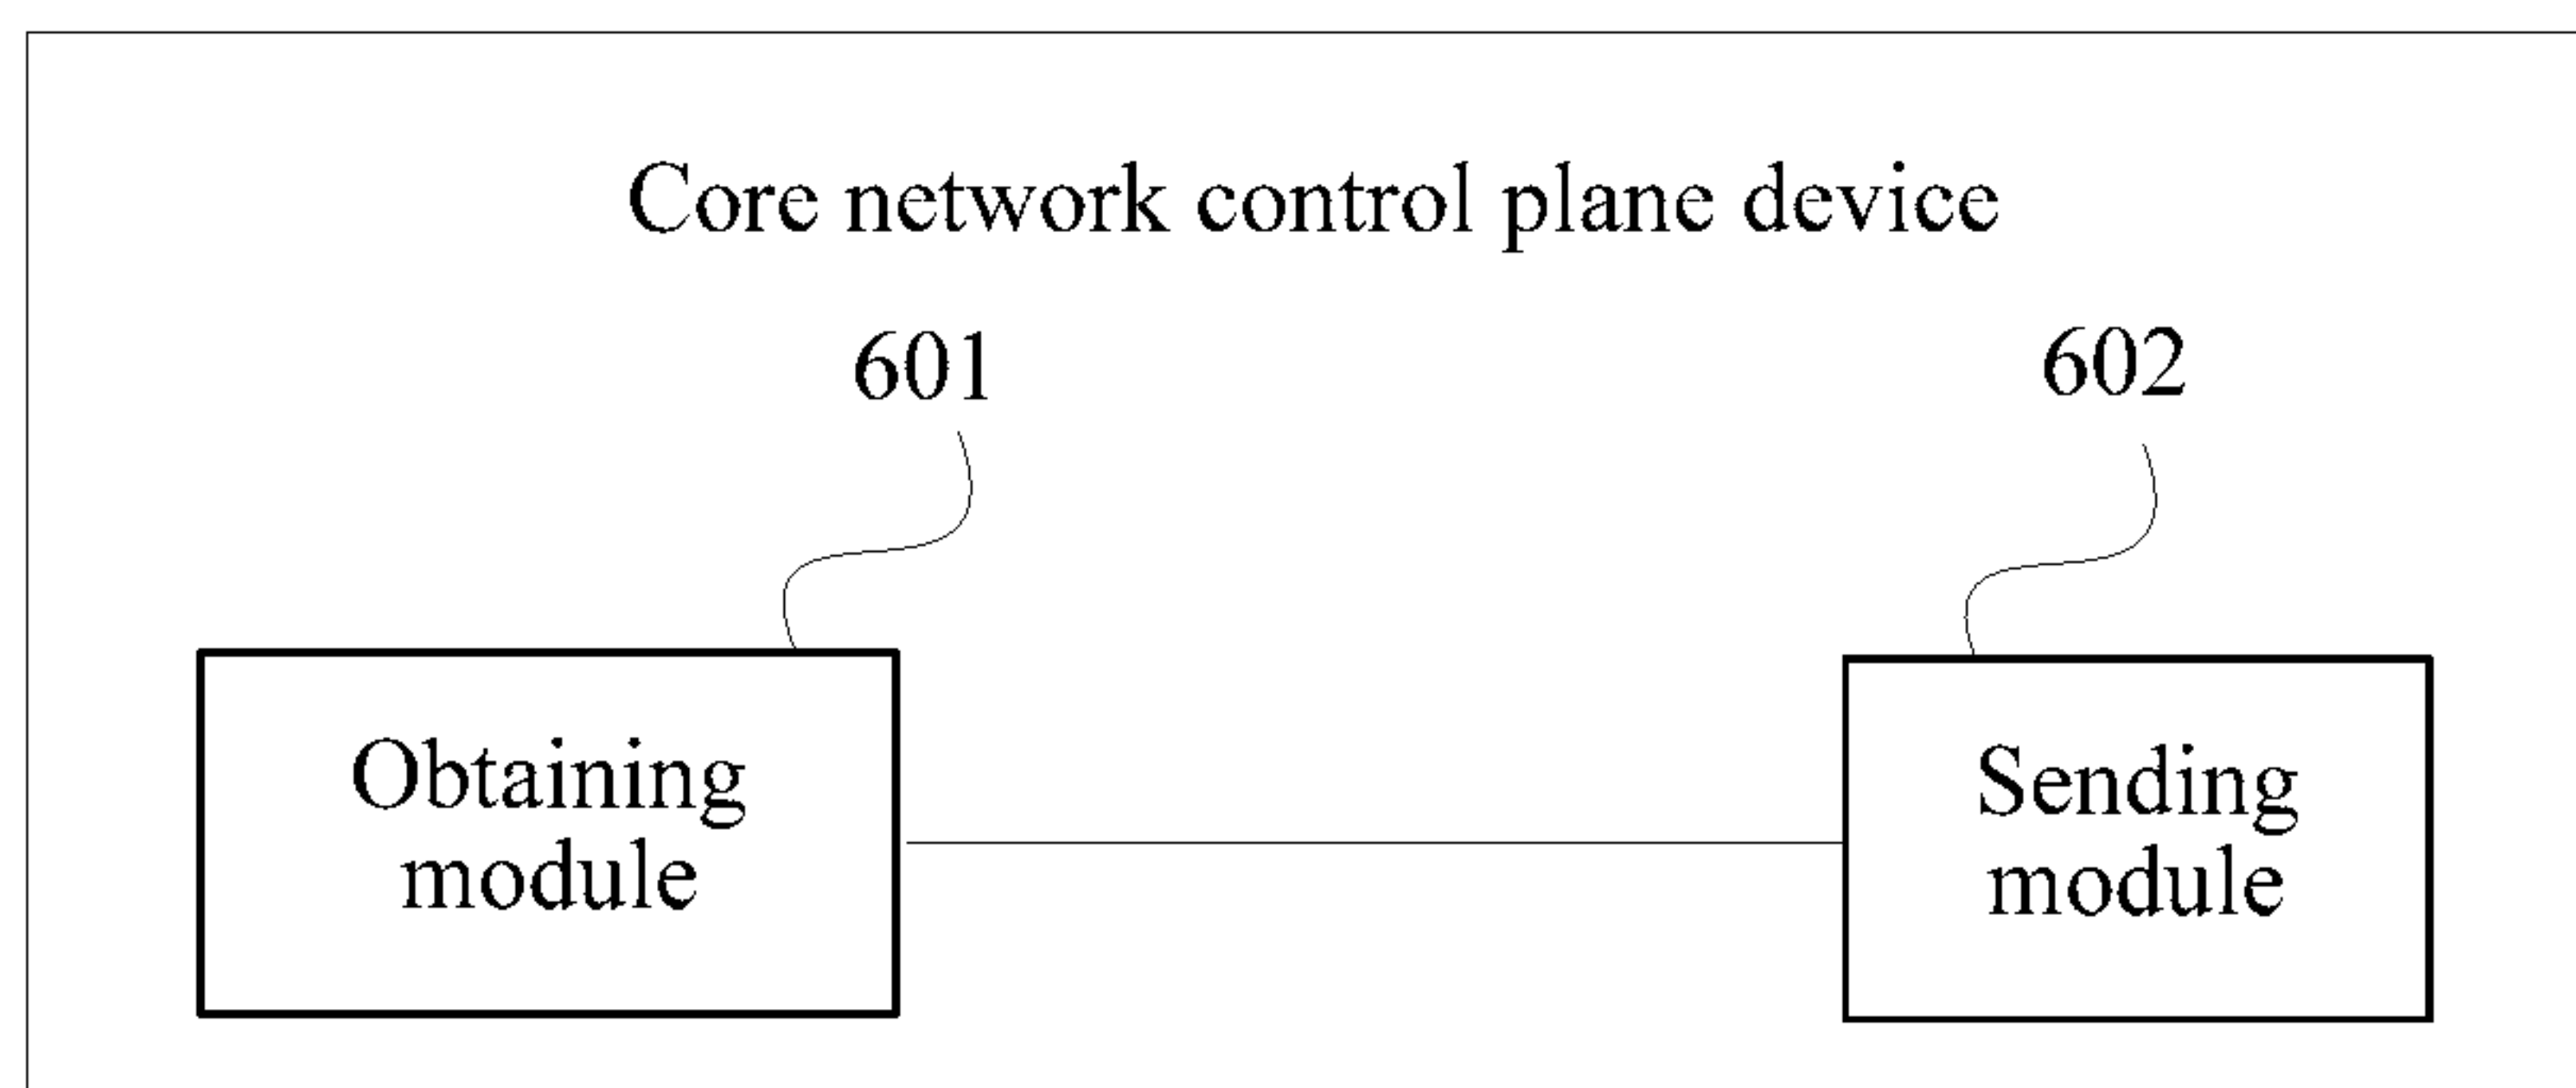 Core network control plane device
601
602
Obtaining
module
Sending
module